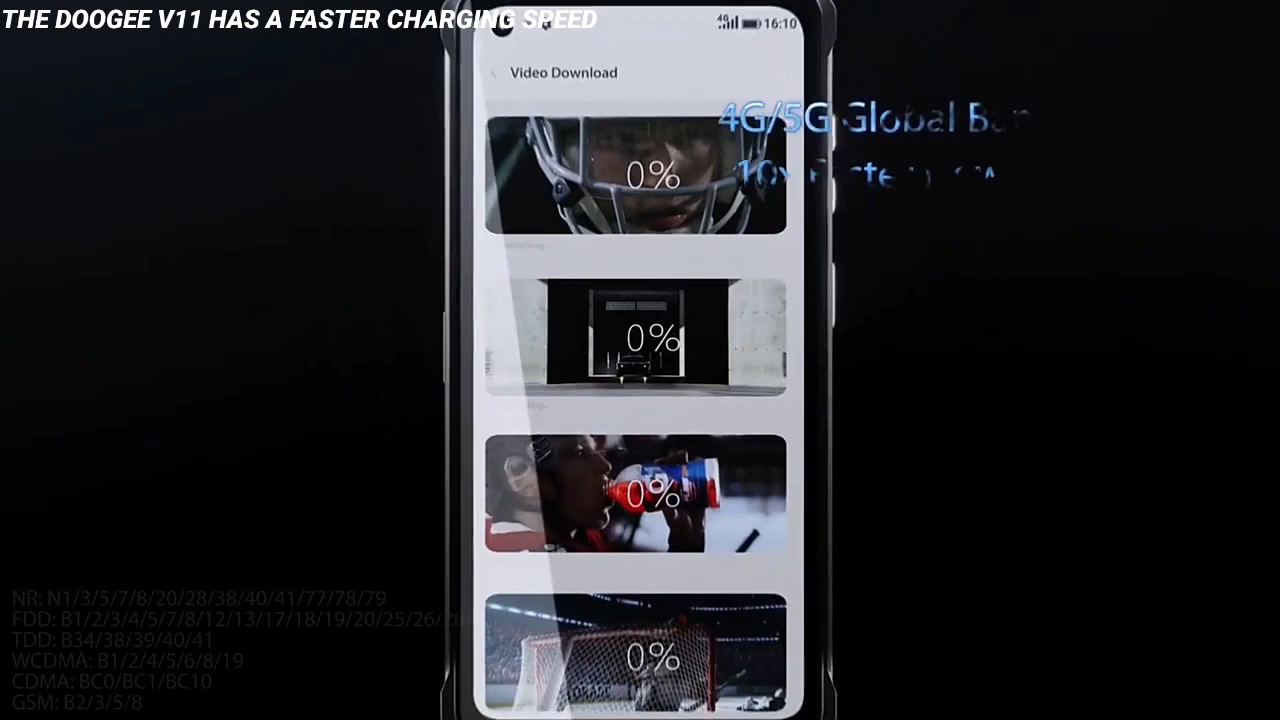 THE DOOGEE V11 HAS A FASTER CHARGING SPEED
4G 16:10
Video Download
4G/5G Global Ban
0%
0%
0%
0%
NR: N1/3/5/7/8/20/28/38/40/41/77/78/79
FDD: B1/2/3/4/5/7/8/12/13/17/18/19/20/25/26/
TDD: B34/38/39/40/41
WCDMA: B1/2/4/5/6/8/19
CDMA: BC0/BC1/BC10
GSM: B2/3/5/8